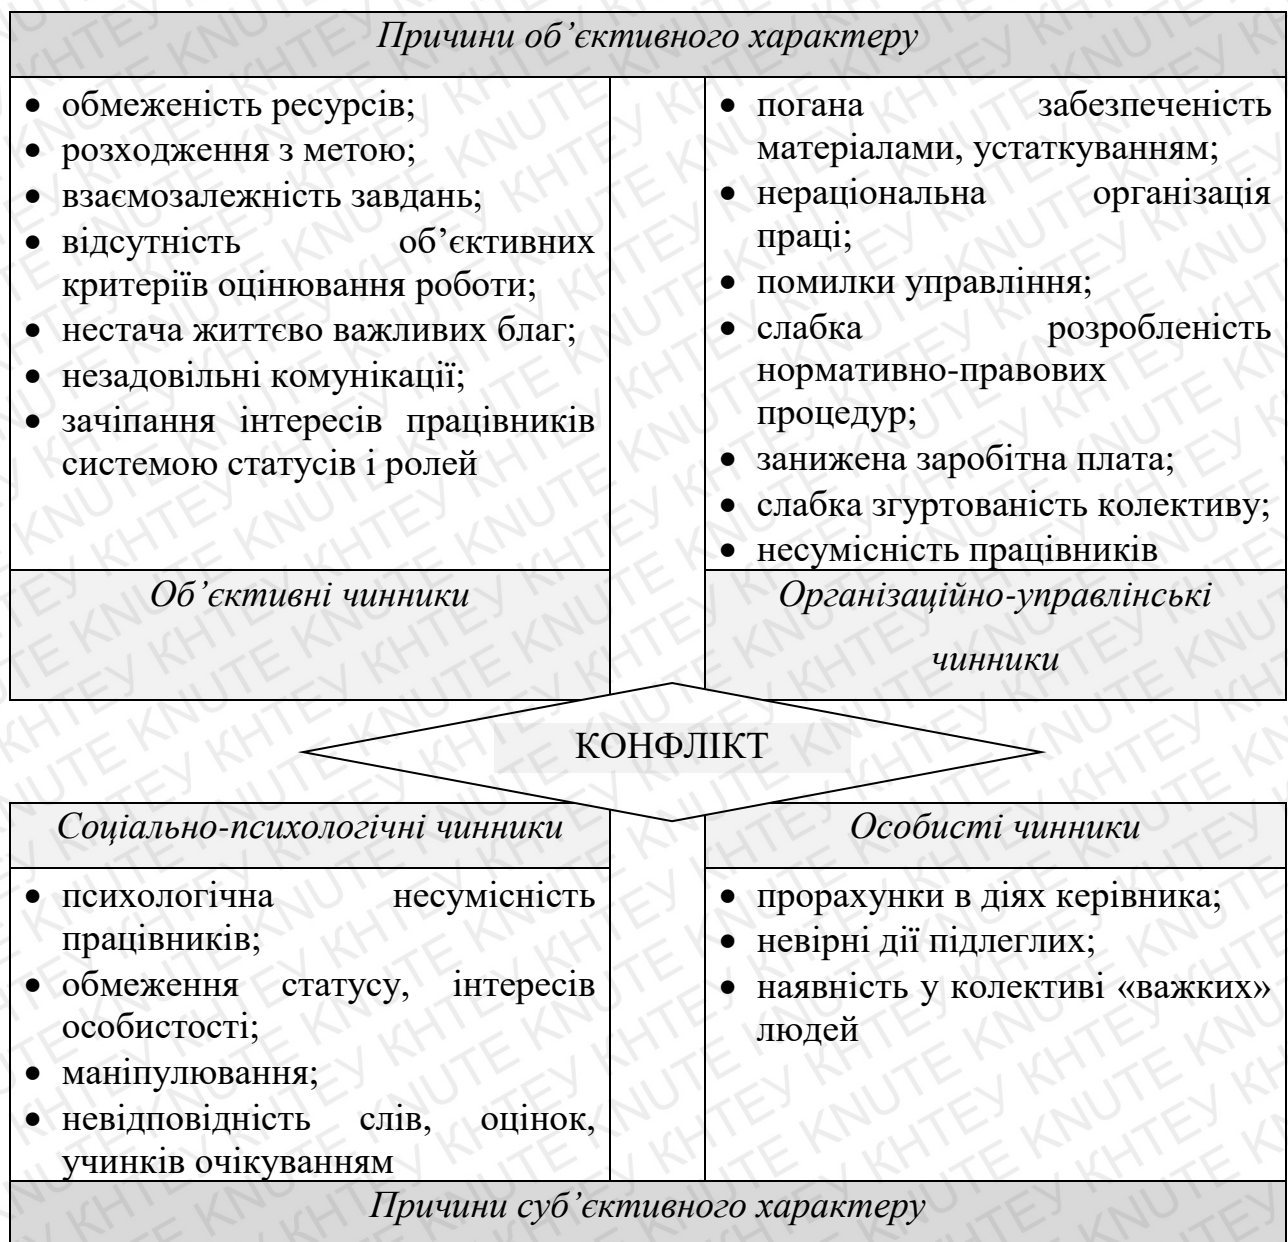 Причини об’єктивного характеру
• обмеженість ресурсів;
• розходження з метою;
• взаємозалежність завдань;
• відсутність об’єктивних
критеріїв оцінювання роботи;
• нестача життєво важливих благ;
• незадовільні комунікації;
• зачіпання інтересів працівників
системою статусів і ролей
Об’єктивні чинники
• погана забезпеченість
матеріалами, устаткуванням;
• нераціональна організація
праці;
• помилки управління;
• слабка розробленість
нормативно-правових
процедур;
• занижена заробітна плата;
• слабка згуртованість колективу;
• несумісність працівників
Організаційно-управлінські
чинники
КОНФЛІКТ
Соціально-психологічні чинники
• психологічна несумісність
працівників;
• обмеження статусу, інтересів
особистості;
• маніпулювання;
• невідповідність слів, оцінок,
учинків очікуванням
Особисті чинники
• прорахунки в діях керівника;
• невірні дії підлеглих;
• наявність у колективі «важких»
людей
Причини суб’єктивного характеру